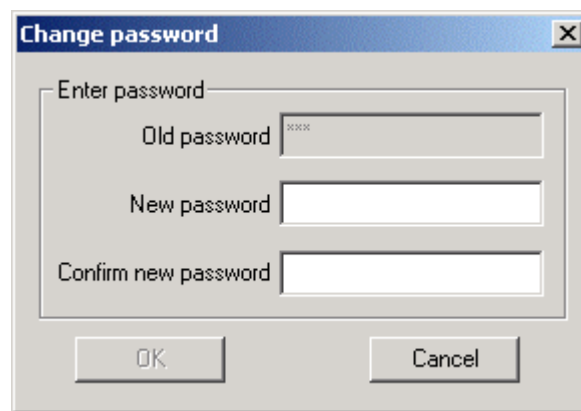 Change password
Enter password
Old password ***
New password
Confirm new password
OK Cancel